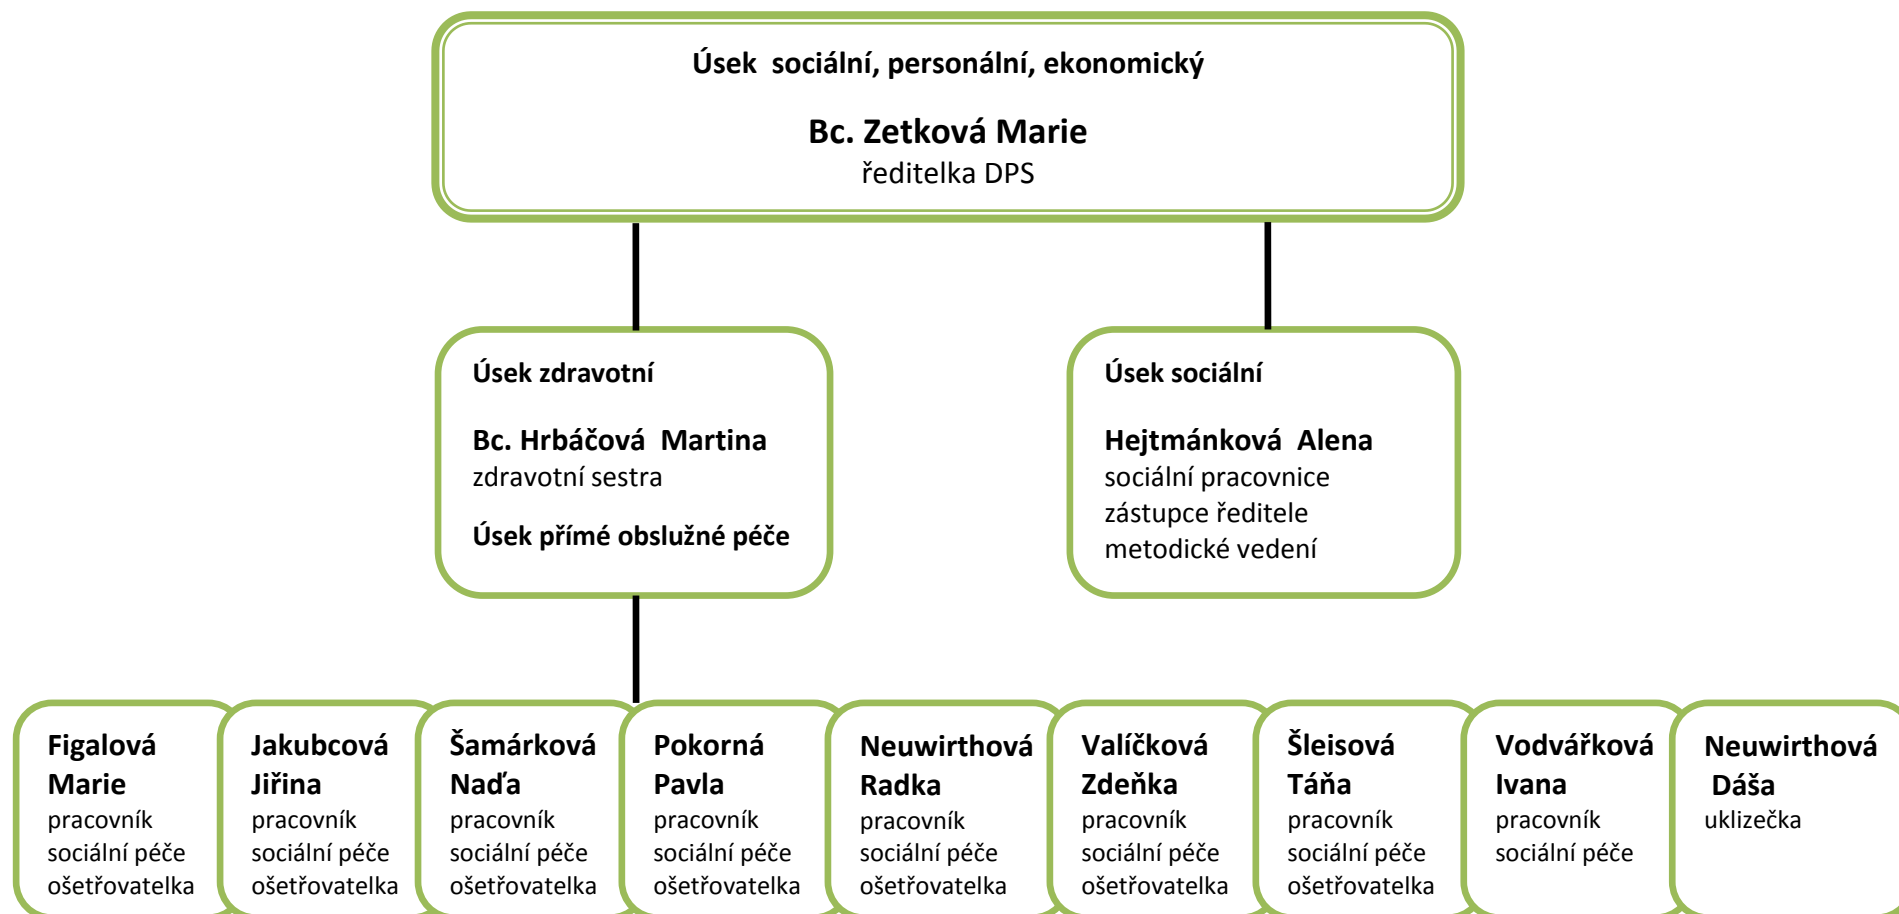 Úsek  sociální, personální, ekonomický
Bc. Zetková Marie
ředitelka DPS
Úsek zdravotní
Bc. Hrbáčová  Martina
zdravotní sestra
Úsek přímé obslužné péče
Úsek sociální
Hejtmánková  Alena
sociální pracovnice
zástupce ředitele
metodické vedení
Figalová
Marie
pracovník
sociální péče
ošetřovatelka
Jakubcová
Jiřina
pracovník
sociální péče
ošetřovatelka
Šamárková
Naďa
pracovník
sociální péče
ošetřovatelka
Pokorná
Pavla
pracovník
sociální péče
ošetřovatelka
Neuwirthová
Radka
pracovník
sociální péče
ošetřovatelka
Valíčková
Zdeňka
pracovník
sociální péče
ošetřovatelka
Šleisová
Táňa
pracovník
sociální péče
ošetřovatelka
Vodvářková
Ivana
pracovník
sociální péče
Neuwirthová
Dáša
uklizečka